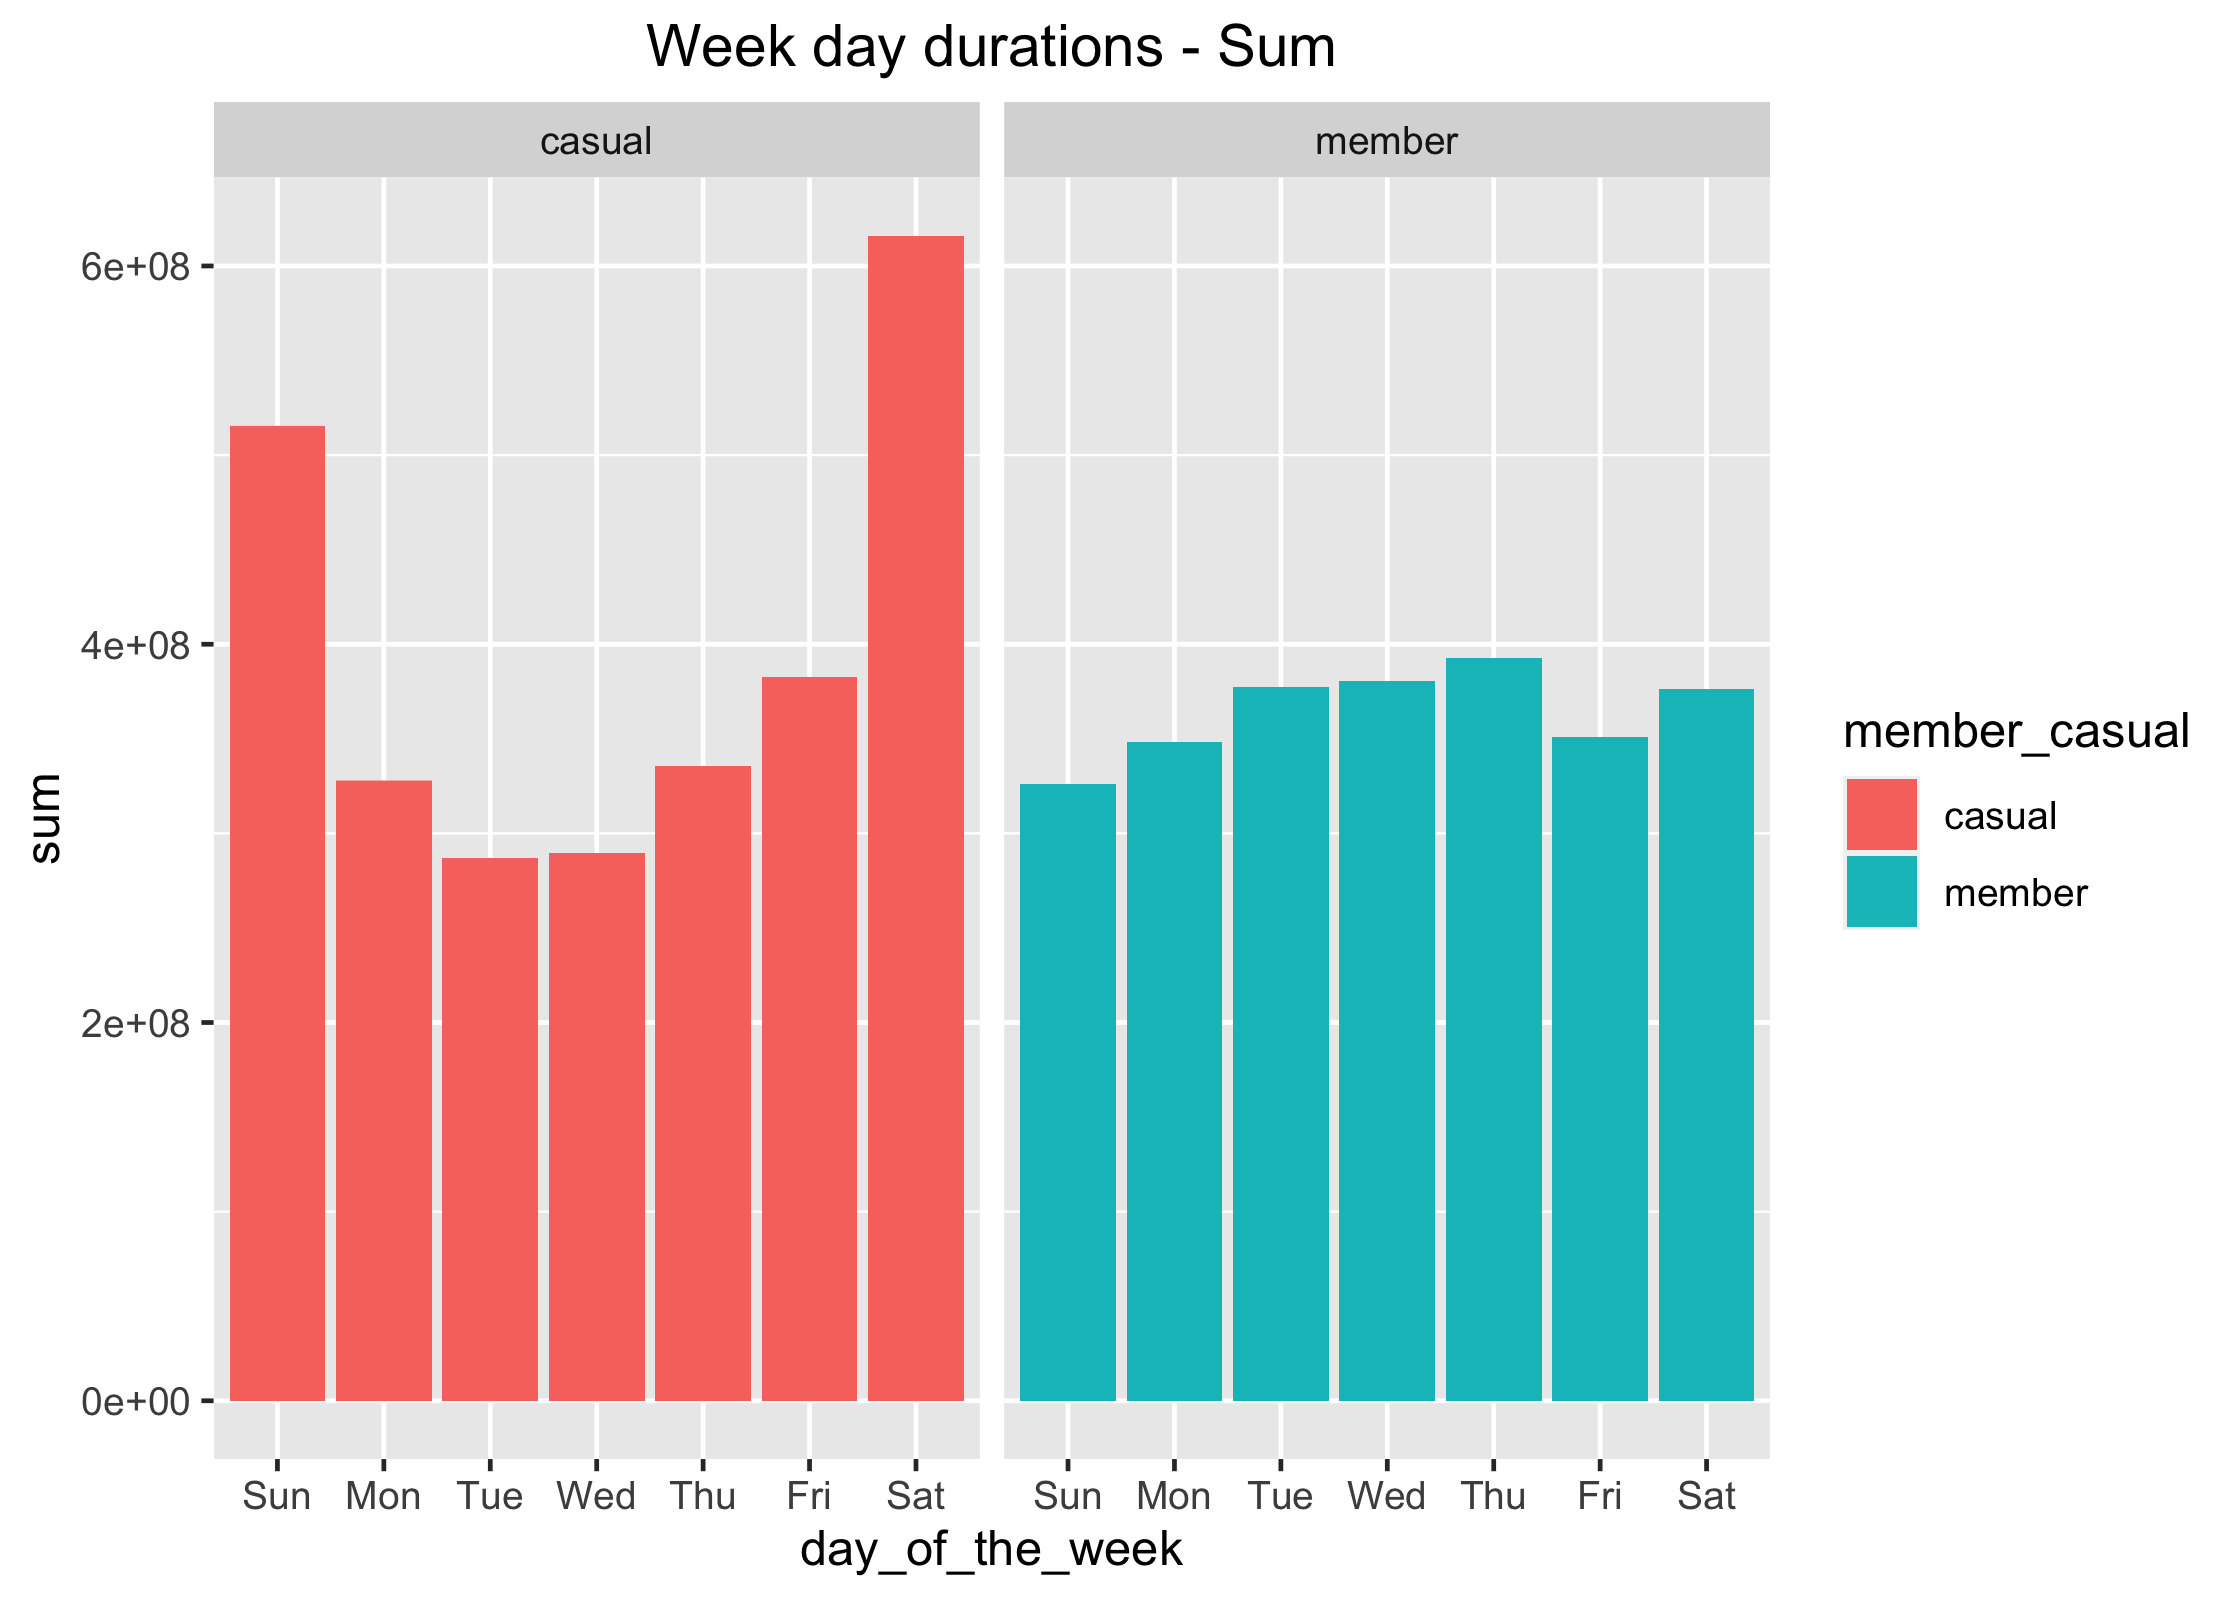 Week day durations - Sum
casual
member
6e+08
4e+08
2e+08
0e+00
sum
Sun Mon Tue Wed Thu Fri Sat
Sun Mon Tue Wed Thu Fri Sat
day_of_the_week
member_casual
casual
member